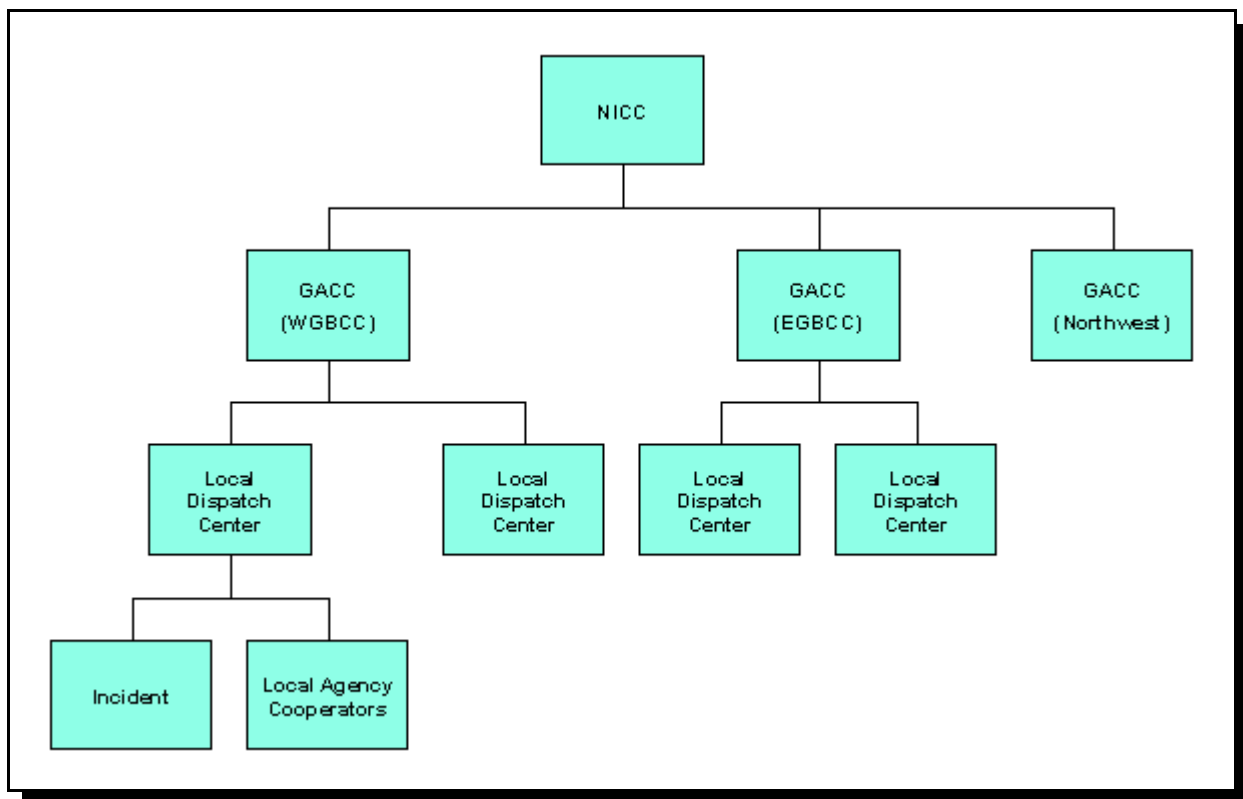 NICC
GACC
(WGBCC)
GACC
(EGBCC)
GACC
(Northwest)
Local
Dispatch
Center
Local
Dispatch
Center
Local
Dispatch
Center
Local
Dispatch
Center
Incident
Local Agency
Cooperators